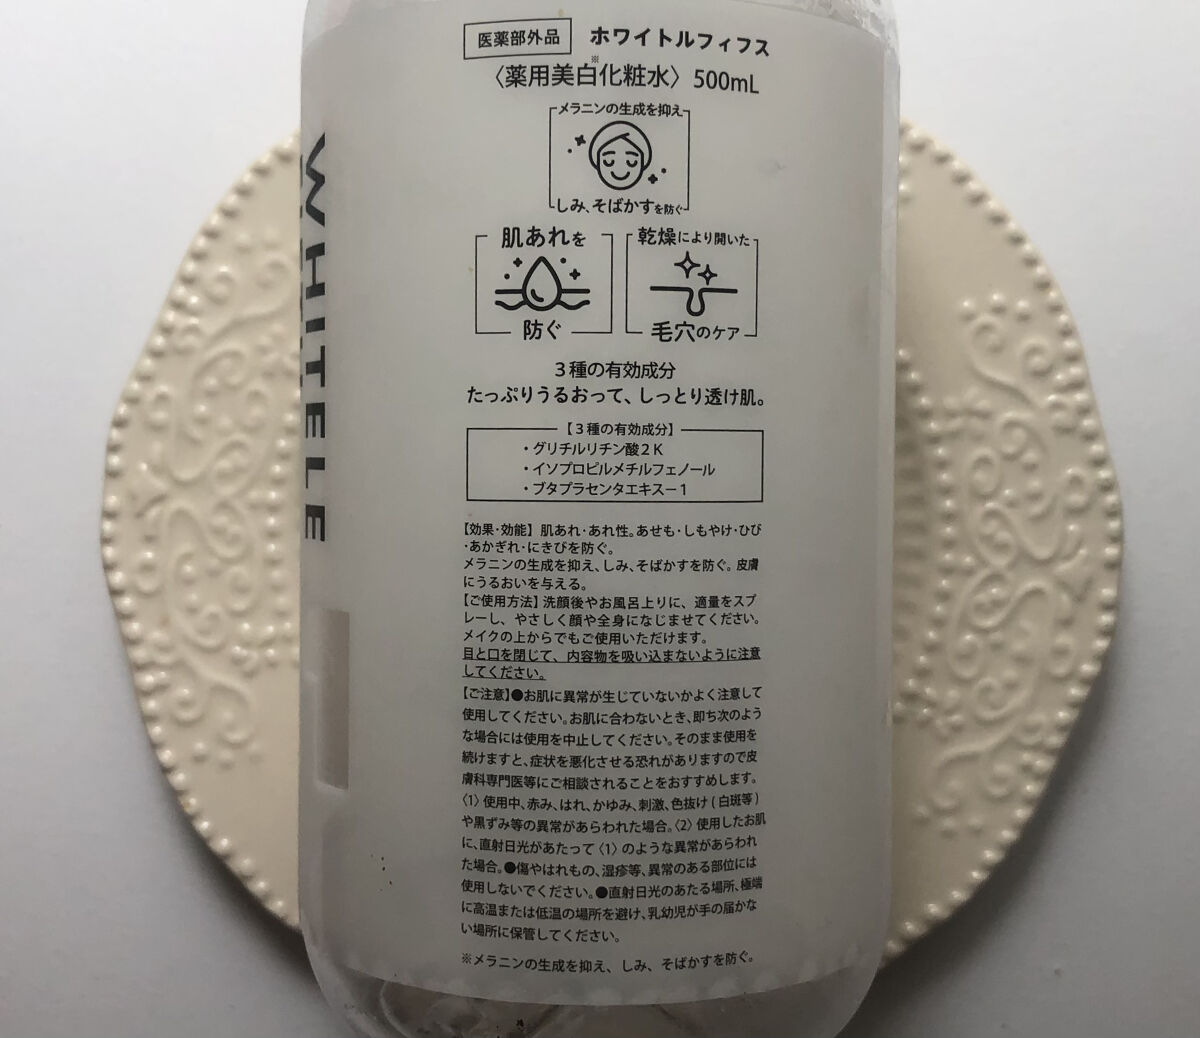 医薬部外品 ホワイトルフィフス
〈薬用美白※化粧水〉 500mL
メラニンの生成を抑え
しみ、そばかすを防ぐ
肌あれを
防ぐ
乾燥により開いた
毛穴のケア
3種の有効成分
たっぷりうるおって、しっとり透け肌。
【3種の有効成分】
・グリチルリチン酸2K
・イソプロピルメチルフェノール
・ブタプラセンタエキス−1
【効果・効能】 肌あれ・あれ性。あせも・しもやけ・ひび
・あかぎれ・にきびを防ぐ。
メラニンの生成を抑え、しみ、そばかすを防ぐ。皮膚
にうるおいを与える。
【ご使用方法】洗顔後やお風呂上りに、適量をスプ
レーし、やさしく顔や全身になじませてください。
メイクの上からでもご使用いただけます。
目と口を閉じて、内容物を吸い込まないように注意
してください。
【ご注意】●お肌に異常が生じていないかよく注意して
使用してください。お肌に合わないとき、即ち次のよう
な場合には使用を中止してください。そのまま使用を
続けますと、症状を悪化させる恐れがありますので皮
膚科専門医等にご相談されることをおすすめします。
〈1〉使用中、赤み、はれ、かゆみ、刺激、色抜け(白斑等)
や黒ずみ等の異常があらわれた場合。〈2〉使用したお肌
に、直射日光があたって〈1〉のような異常があらわれ
た場合。●傷やはれもの、湿疹等、異常のある部位には
使用しないでください。●直射日光のあたる場所、極端
に高温または低温の場所を避け、乳幼児が手の届かな
い場所に保管してください。
※メラニンの生成を抑え、しみ、そばかすを防ぐ。
WHITE LE